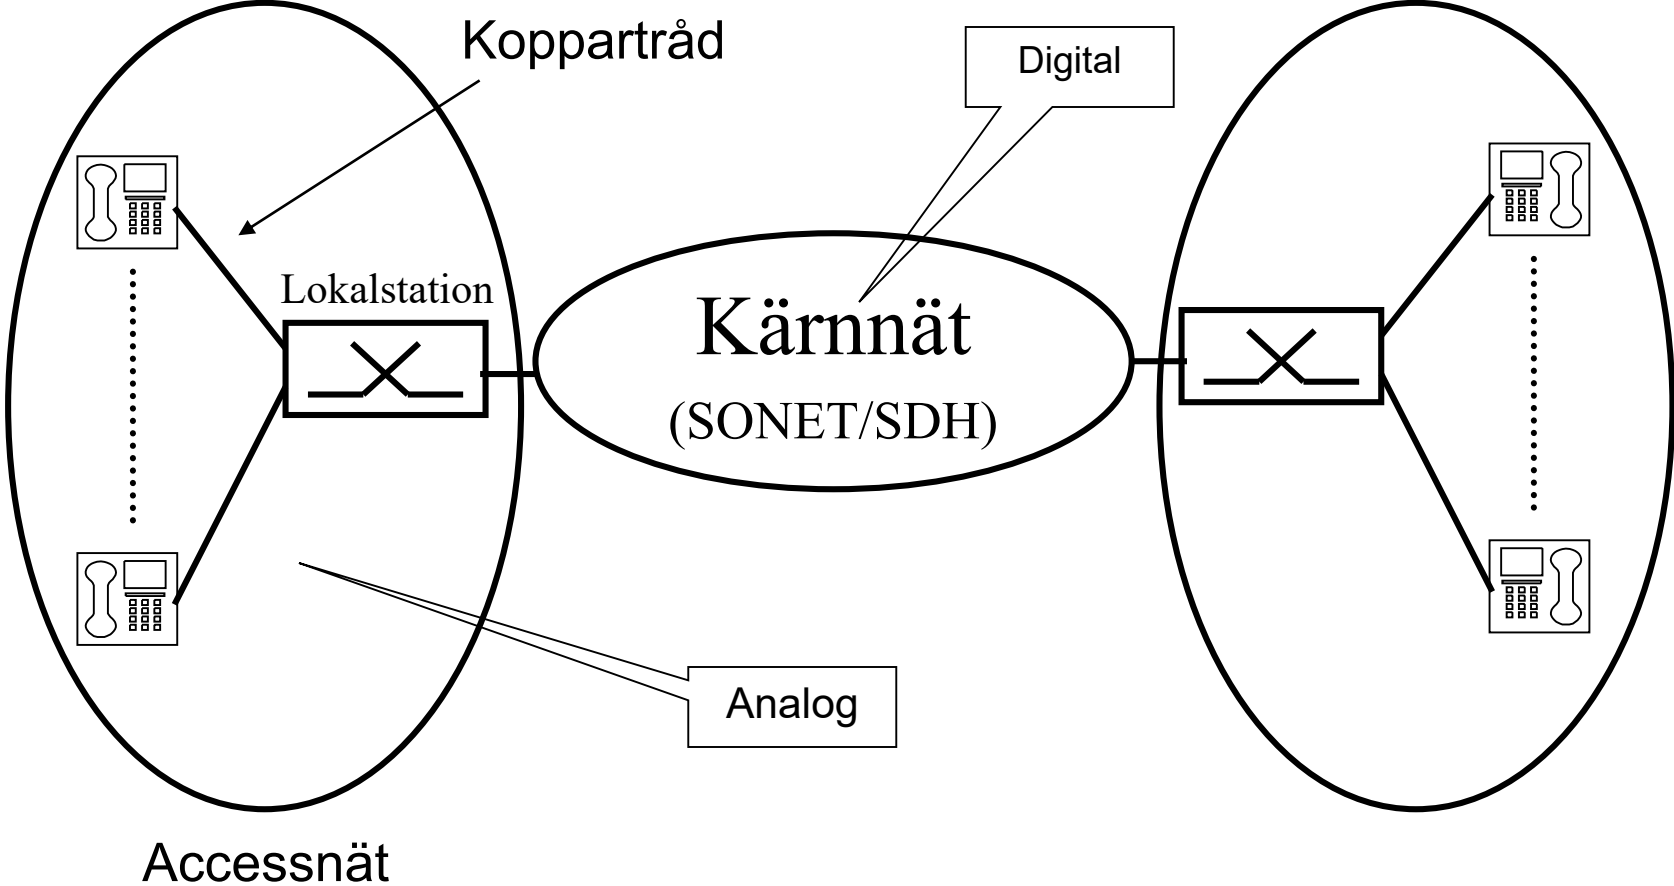 Koppartråd
Digital
Lokalstation
Kärnnät
(SONET/SDH)
Analog
Accessnät